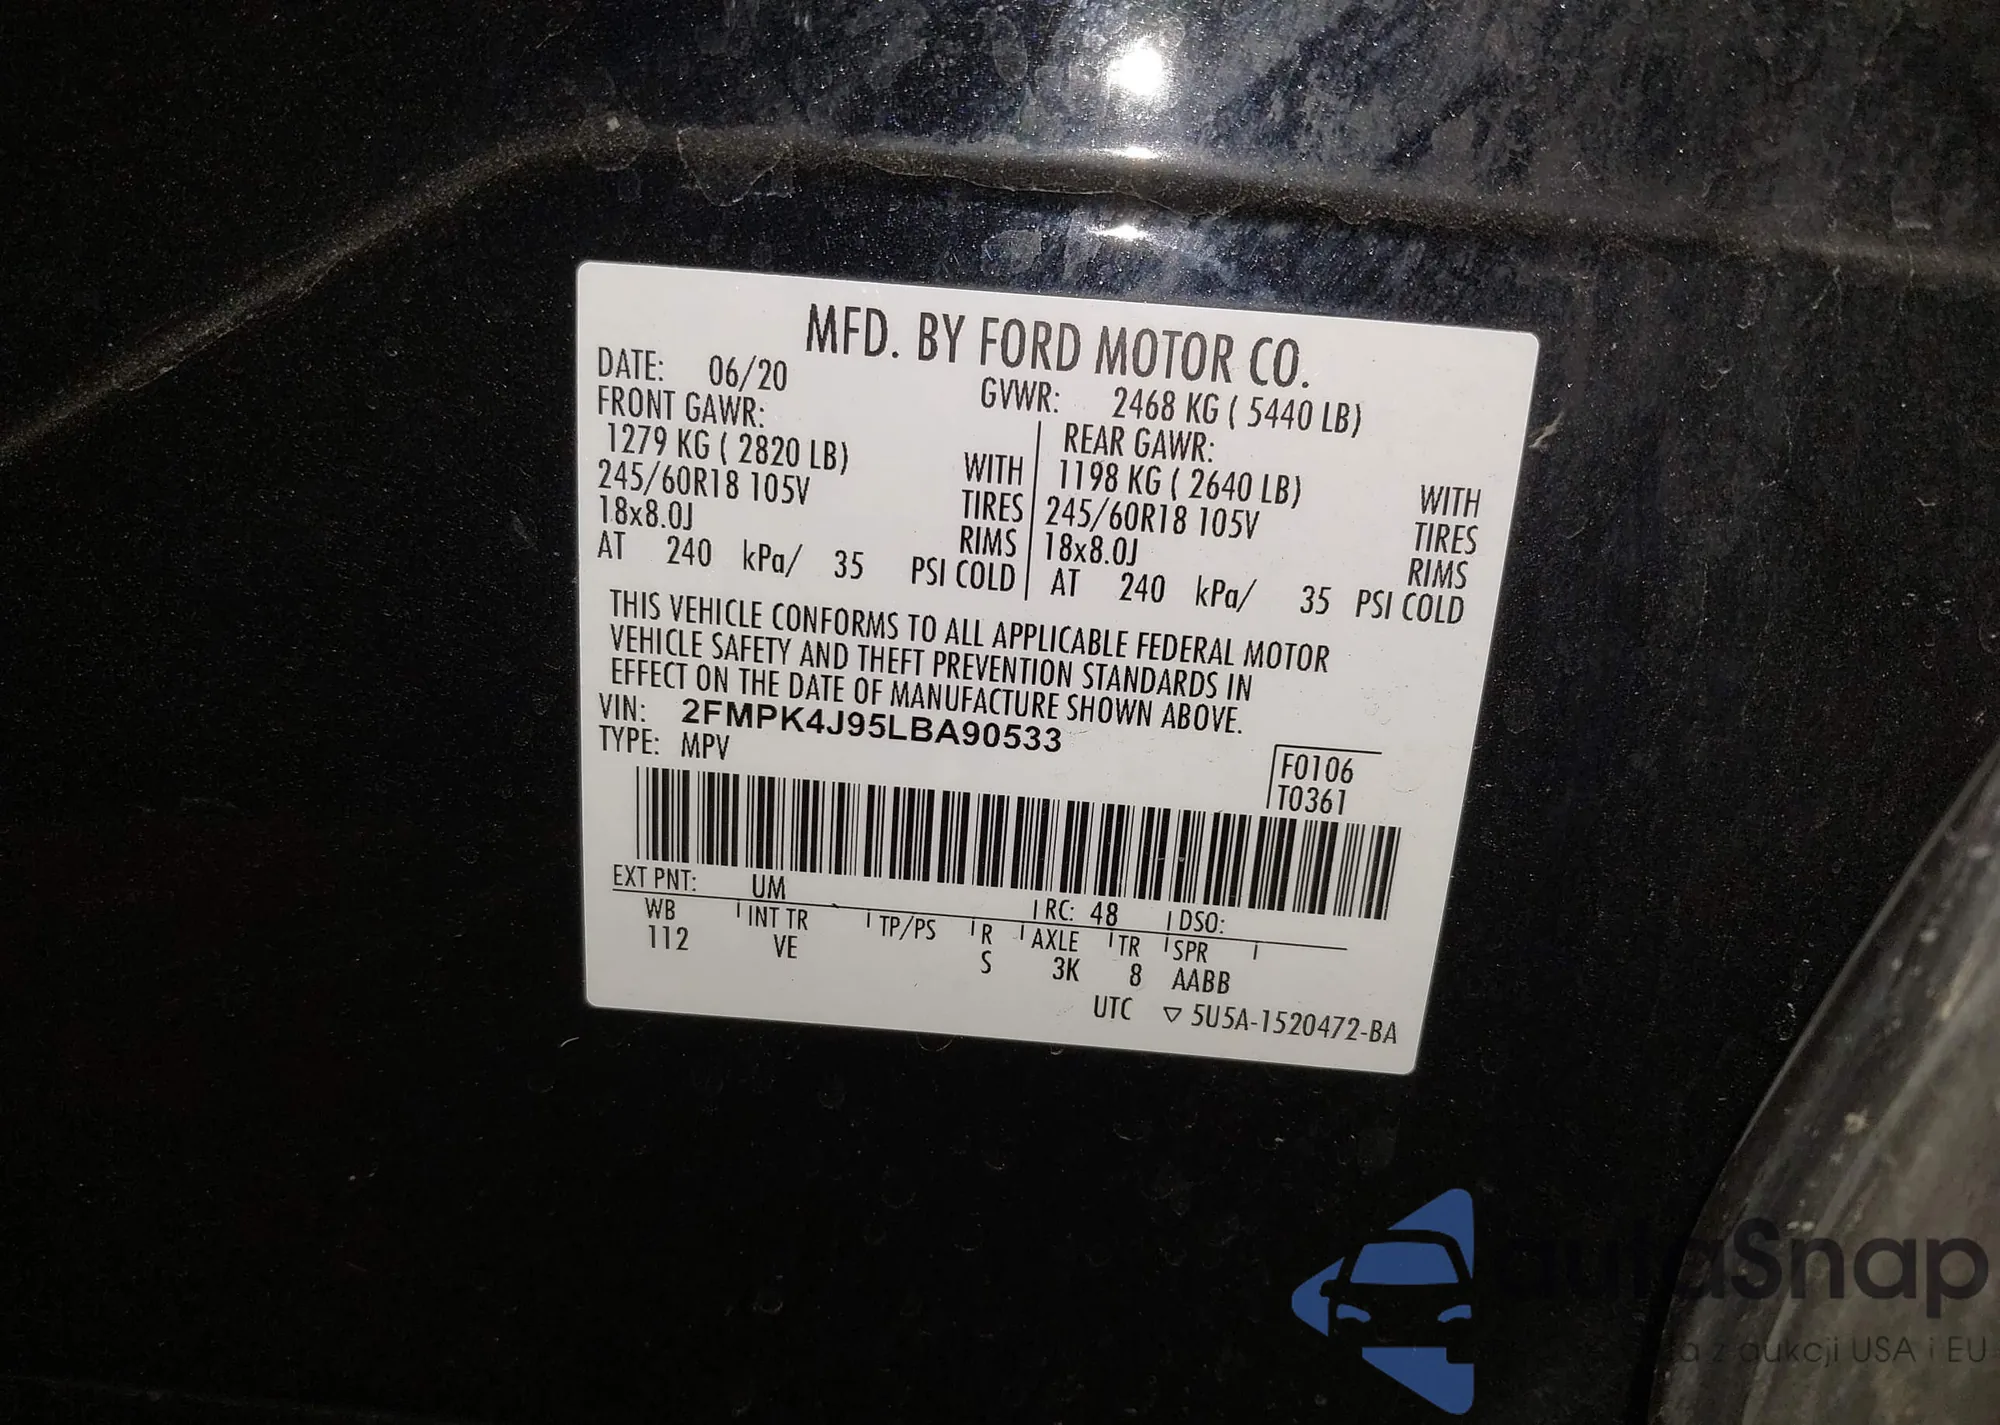 MFD. BY FORD MOTOR CO.
DATE: 06/20 GVWR: 2468 KG ( 5440 LB)
FRONT GAWR: REAR GAWR:
1279 KG ( 2820 LB) WITH 1198 KG ( 2640 LB) WITH
245/60R18 105V TIRES 245/60R18 105V TIRES
18x8.0J RIMS 18x8.0J RIMS
AT 240 kPa/ 35 PSI COLD AT 240 kPa/ 35 PSI COLD
THIS VEHICLE CONFORMS TO ALL APPLICABLE FEDERAL MOTOR
VEHICLE SAFETY AND THEFT PREVENTION STANDARDS IN
EFFECT ON THE DATE OF MANUFACTURE SHOWN ABOVE.
VIN: 2FMPK4J95LBA90533
TYPE: MPV
F0106
T0361
EXT PNT: UM RC: 48 DSO:
WB INT TR TP/PS R AXLE TR SPR
112 VE S 3K 8 AABB
UTC ▽ 5U5A-1520472-BA
autaSnap
z aukcji USA i EU